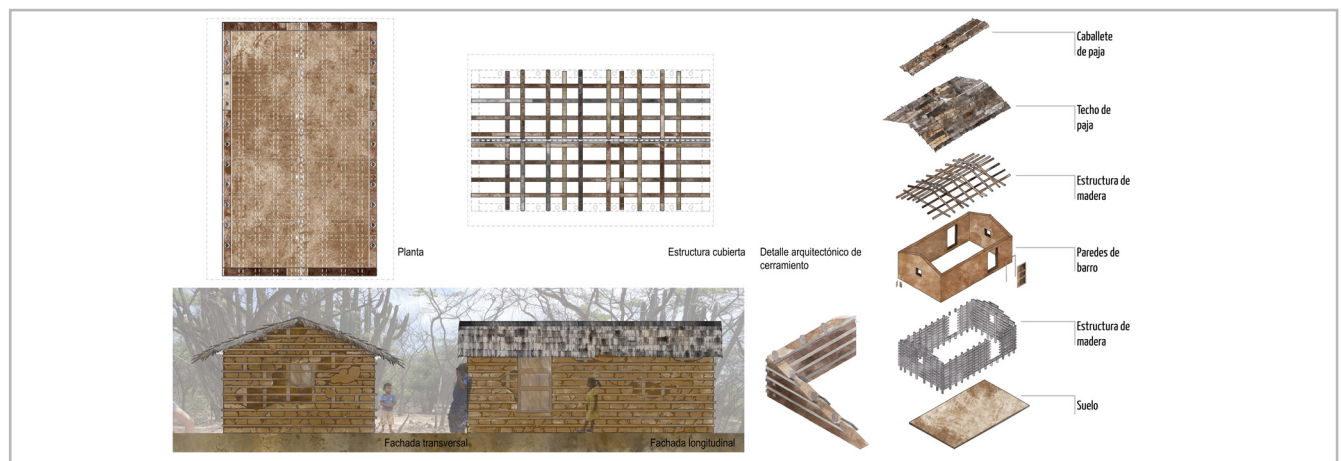 Planta
Estructura cubierta
Detalle arquitectónico de
cerramiento
Fachada transversal
Fachada longitudinal
Caballete
de paja
Techo de
paja
Estructura de
madera
Paredes de
barro
Estructura de
madera
Suelo